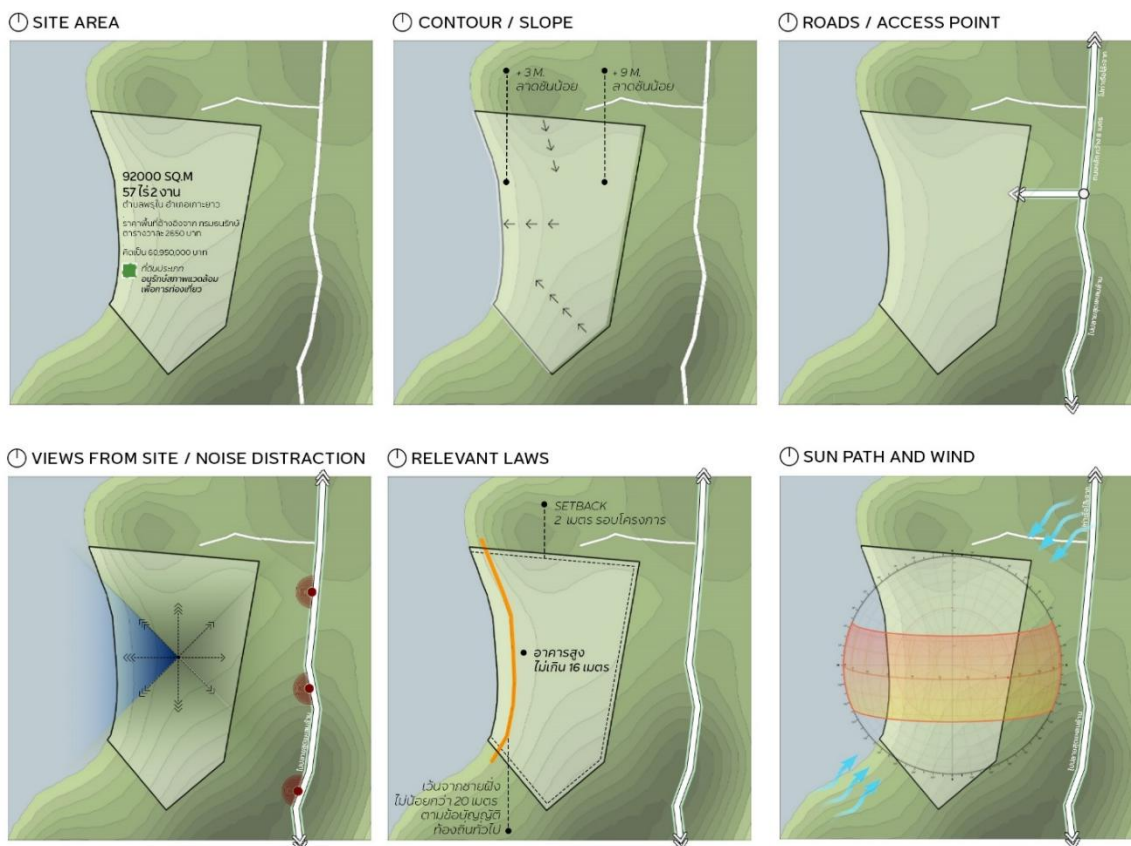 SITE AREA
92000 SQ.M
57 ไร่ 2 งาน
ตำบลพรุใน อำเภอเกาะยาว
ราคาพื้นที่อ้างอิงจาก กรมธนรักษ์
ตารางวาละ 2650 บาท
คิดเป็น 60,950,000 บาท
ที่ดินประเภท
อนุรักษ์สภาพแวดล้อม
เพื่อการท่องเที่ยว
CONTOUR / SLOPE
+ 3 M.
ลาดชันน้อย
+ 9 M.
ลาดชันน้อย
ROADS / ACCESS POINT
VIEWS FROM SITE / NOISE DISTRACTION
RELEVANT LAWS
SETBACK
2 เมตร รอบโครงการ
อาคารสูง
ไม่เกิน 16 เมตร
เว้นจากชายฝั่ง
ไม่น้อยกว่า 20 เมตร
ตามข้อบัญญัติ
ท้องถิ่นทั่วไป
SUN PATH AND WIND